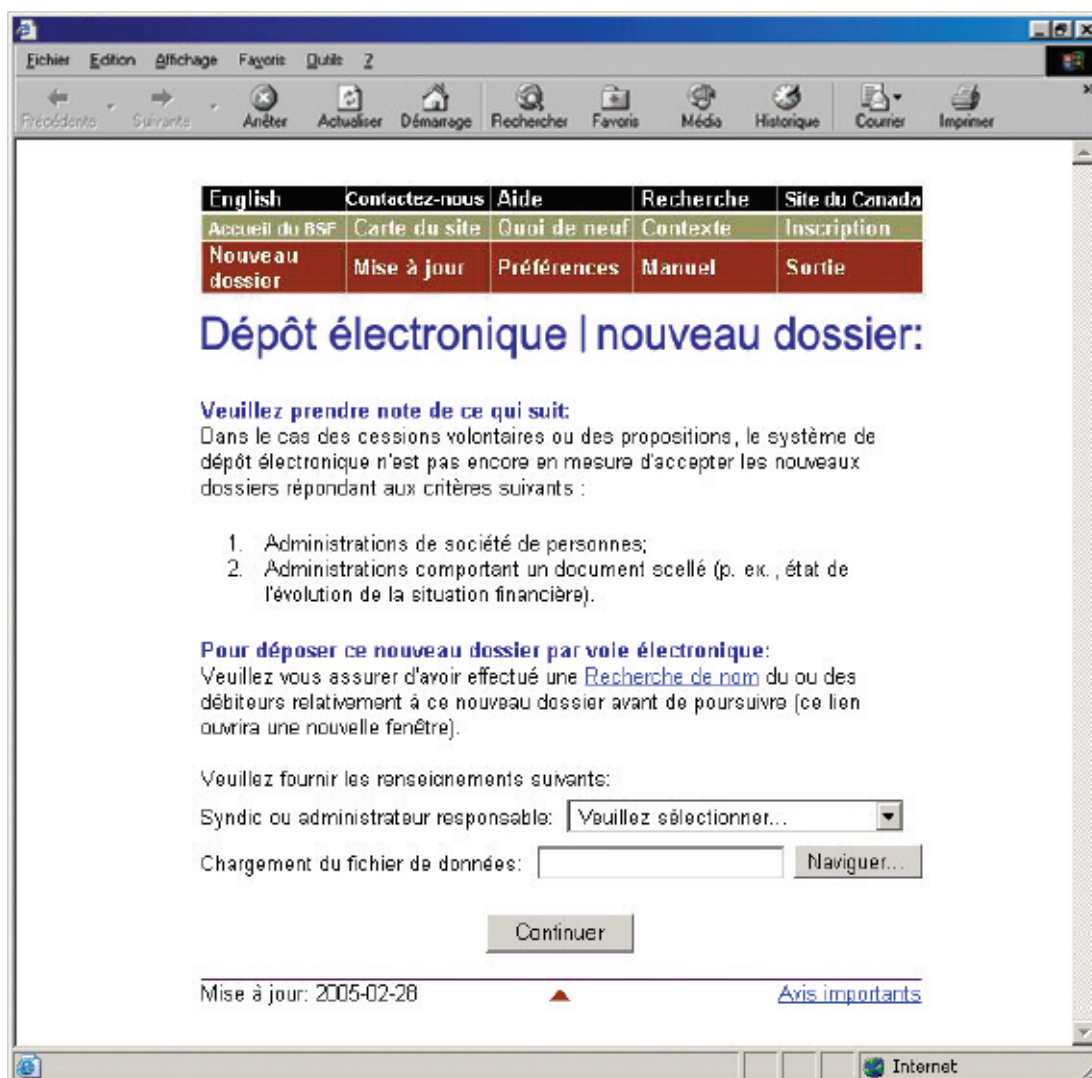 Fichier Edition Affichage Favoris Outils ?
Précédente Suivante Arrêter Actualiser Démarrage Rechercher Favoris Média Historique Courrier Imprimer
English Contactez-nous Aide Recherche Site du Canada
Accueil du BSF Carte du site Quoi de neuf Contexte Inscription
Nouveau dossier Mise à jour Préférences Manuel Sortie
Dépôt électronique | nouveau dossier:
Veuillez prendre note de ce qui suit:
Dans le cas des cessions volontaires ou des propositions, le système de
dépôt électronique n'est pas encore en mesure d'accepter les nouveaux
dossiers répondant aux critères suivants :
1. Administrations de société de personnes;
2. Administrations comportant un document scellé (p. ex., état de
l'évolution de la situation financière).
Pour déposer ce nouveau dossier par voie électronique:
Veuillez vous assurer d'avoir effectué une Recherche de nom du ou des
débiteurs relativement à ce nouveau dossier avant de poursuivre (ce lien
ouvrira une nouvelle fenêtre).
Veuillez fournir les renseionements suivants:
Syndic ou administrateur responsable: Veuillez sélectionner...
Chargement du fichier de données: Naviguer...
Continuer
Mise à jour: 2005-02-28 Avis importants
Internet